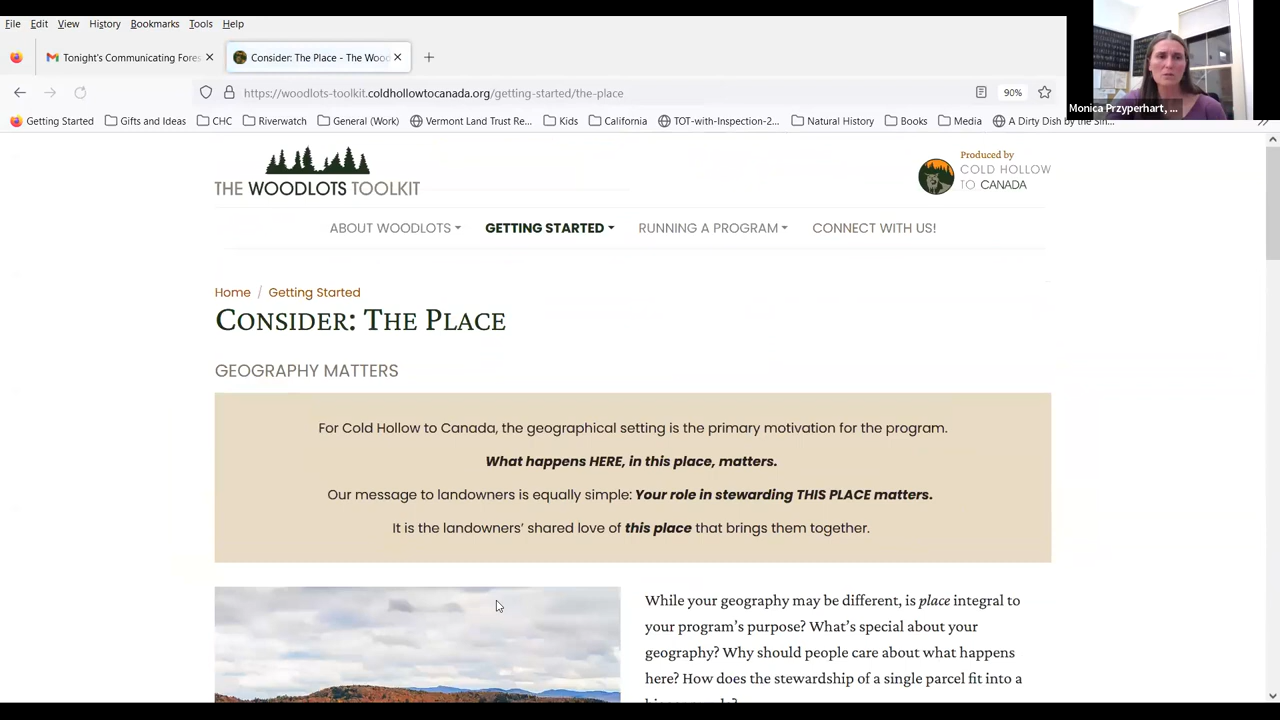 File Edit View History Bookmarks Tools Help
Tonight's Communicating Fores
Consider: The Place - The Wood
https://woodlots-toolkit.coldhollowtocanada.org/getting-started/the-place
90%
Monica Przyperhart, ...
Getting Started Gifts and Ideas CHC Riverwatch General (Wo Vermont Land Trust Re... Kids California TDT-with-Inspection-2... Natural History Books Media A Dirty Dish by the Sin...
THE WOODLOTS TOOLKIT
Produced by
COLD HOLLOW
TO CANADA
ABOUT WOODLOTS GETTING STARTED RUNNING A PROGRAM CONNECT WITH US!
Home / Getting Started
CONSIDER: THE PLACE
GEOGRAPHY MATTERS
For Cold Hollow to Canada, the geographical setting is the primary motivation for the program.
What happens HERE, in this place, matters.
Our message to landowners is equally simple: Your role in stewarding THIS PLACE matters.
It is the landowners' shared love of this place that brings them together.
While your geography may be different, is place integral to
your program's purpose? What's special about your
geography? Why should people care about what happens
here? How does the stewardship of a single parcel fit into a